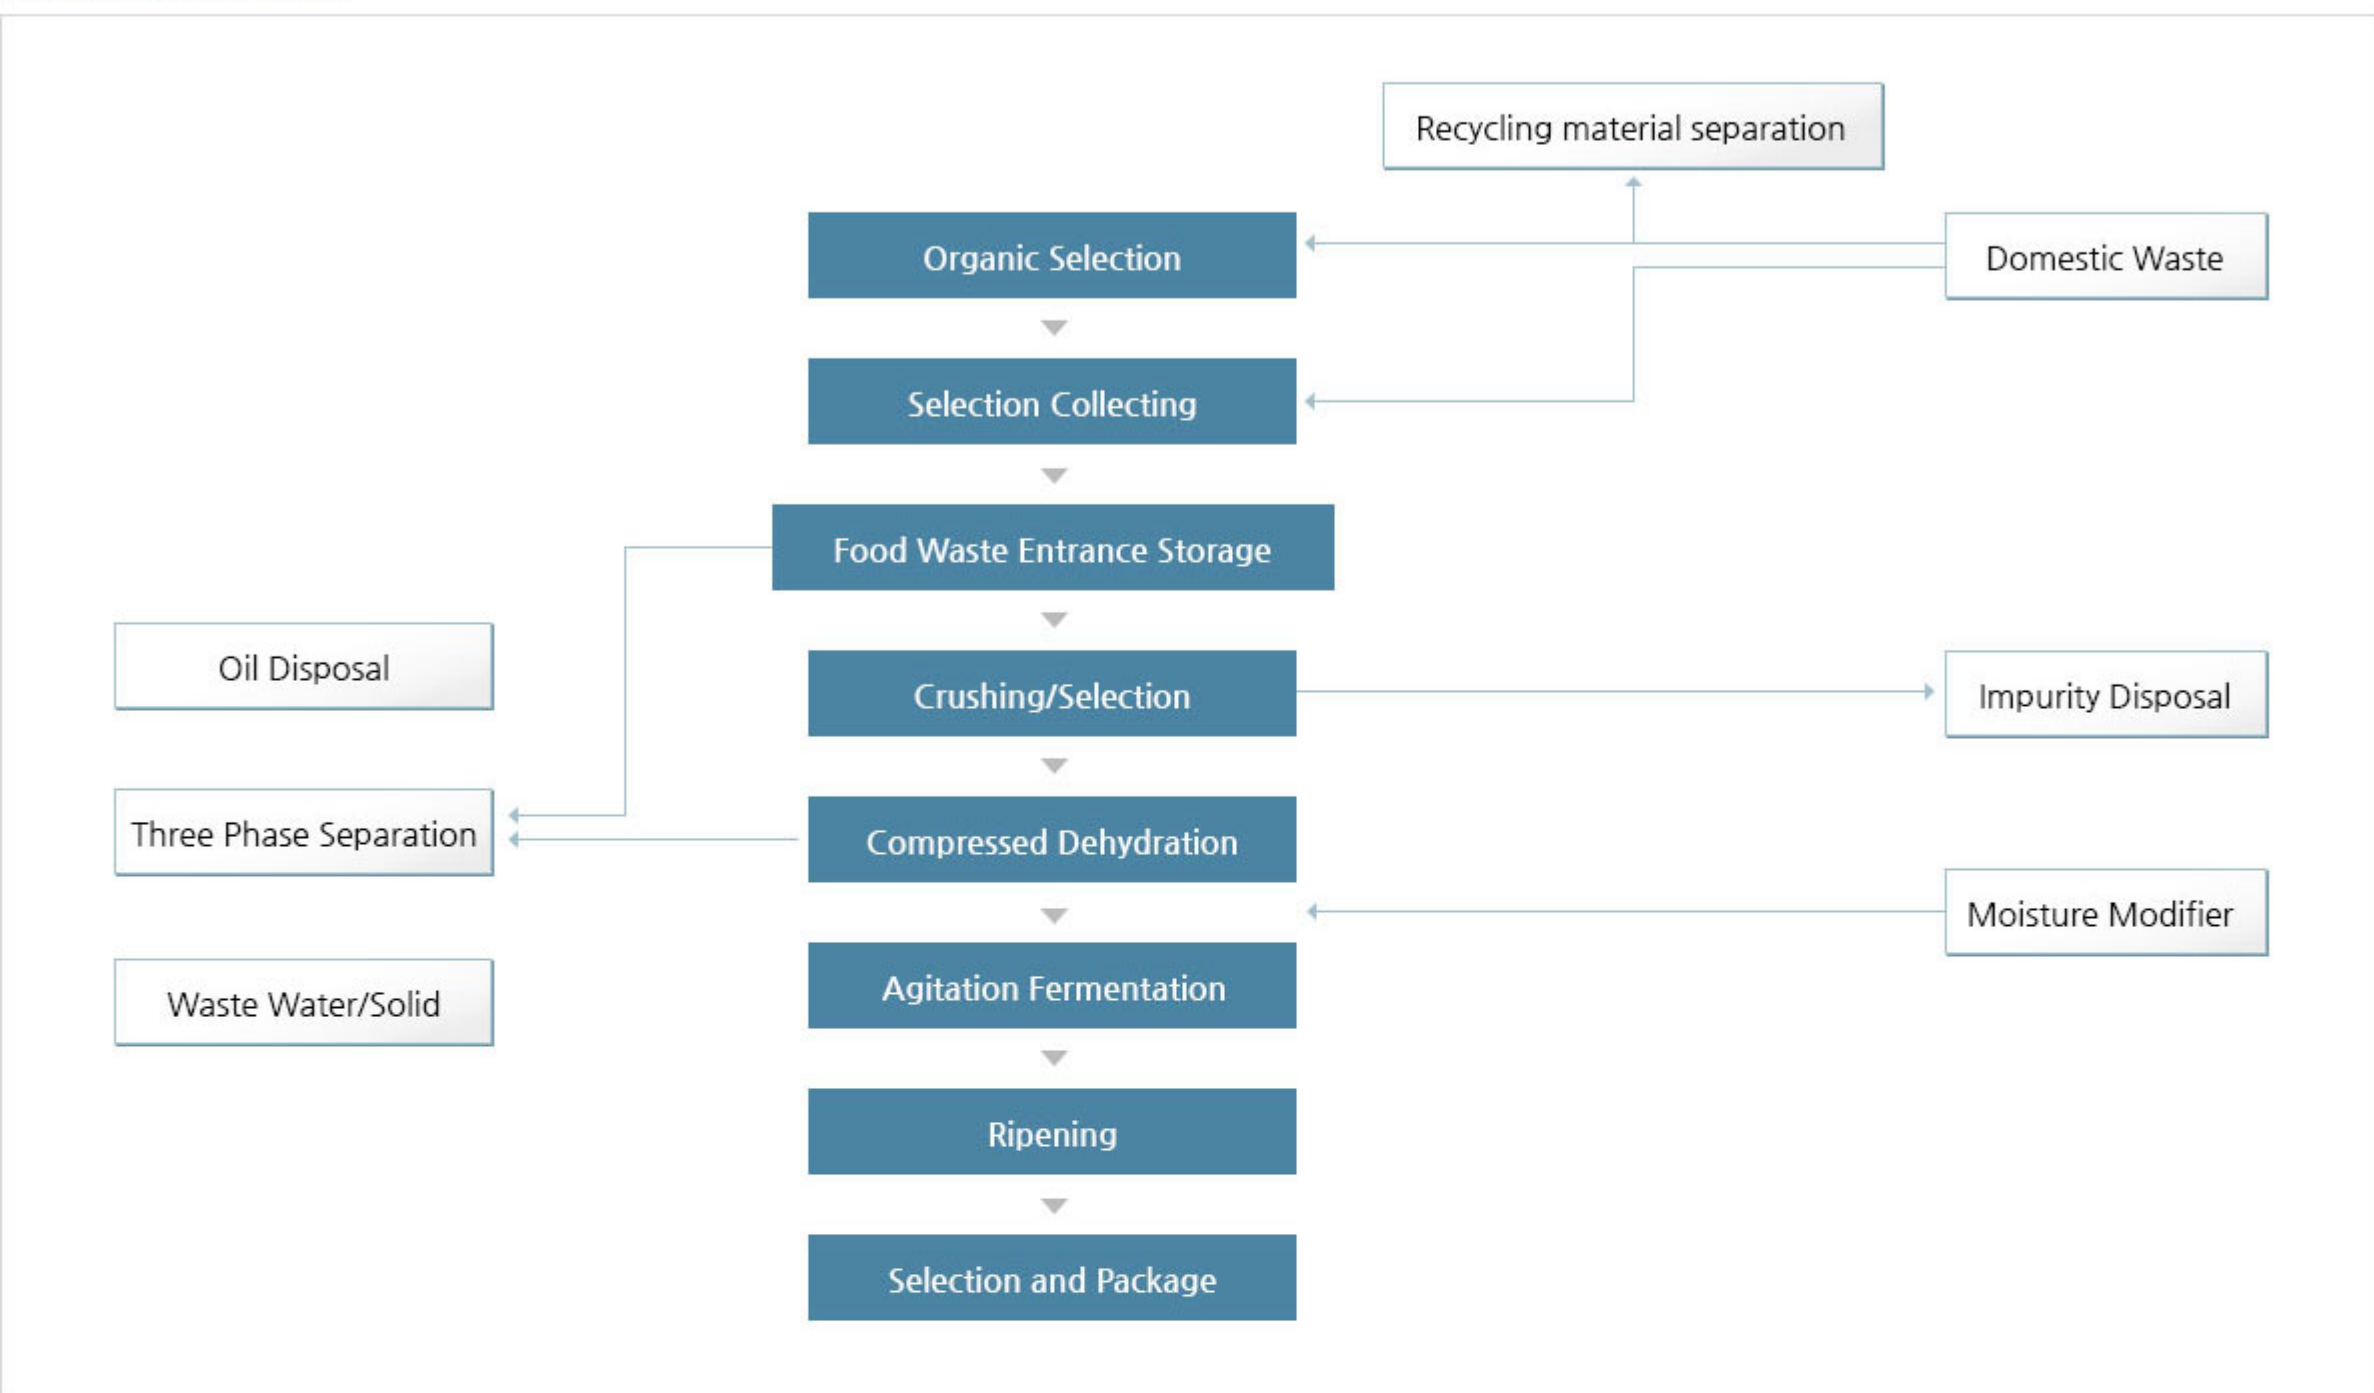 Recycling material separation
Organic Selection
Domestic Waste
Selection Collecting
Food Waste Entrance Storage
Oil Disposal
Crushing/Selection
Impurity Disposal
Three Phase Separation
Compressed Dehydration
Moisture Modifier
Agitation Fermentation
Waste Water/Solid
Ripening
Selection and Package